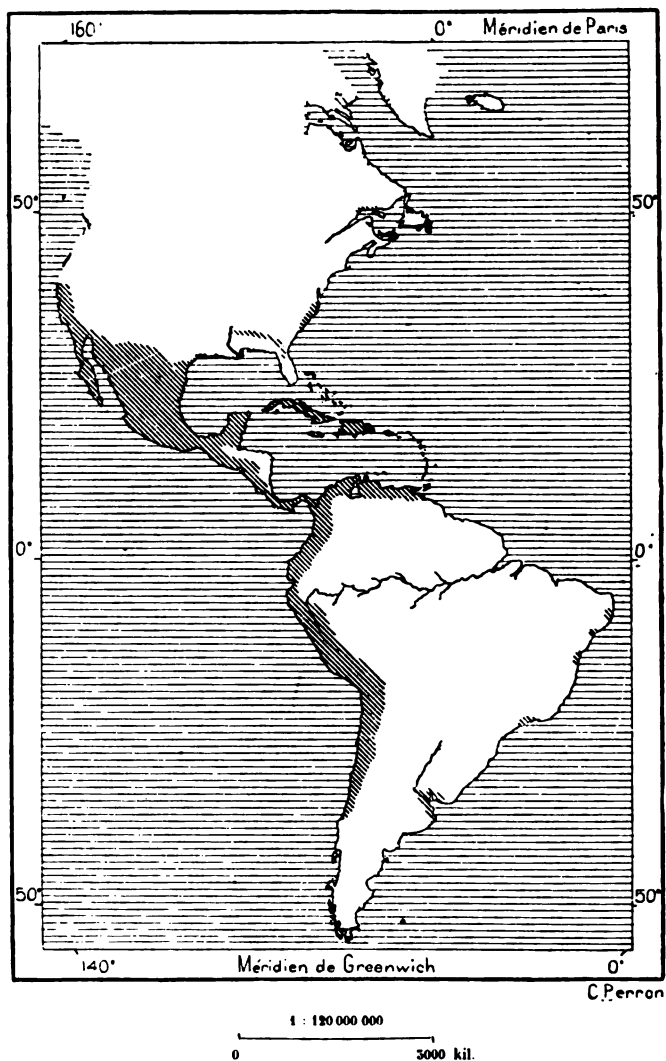 160° 0° Méridien de Paris
50° 50°
0° 0°
50° 50°
140° Méridien de Greenwich 0°
C. Perron
1 : 120 000 000
0 3000 kil.